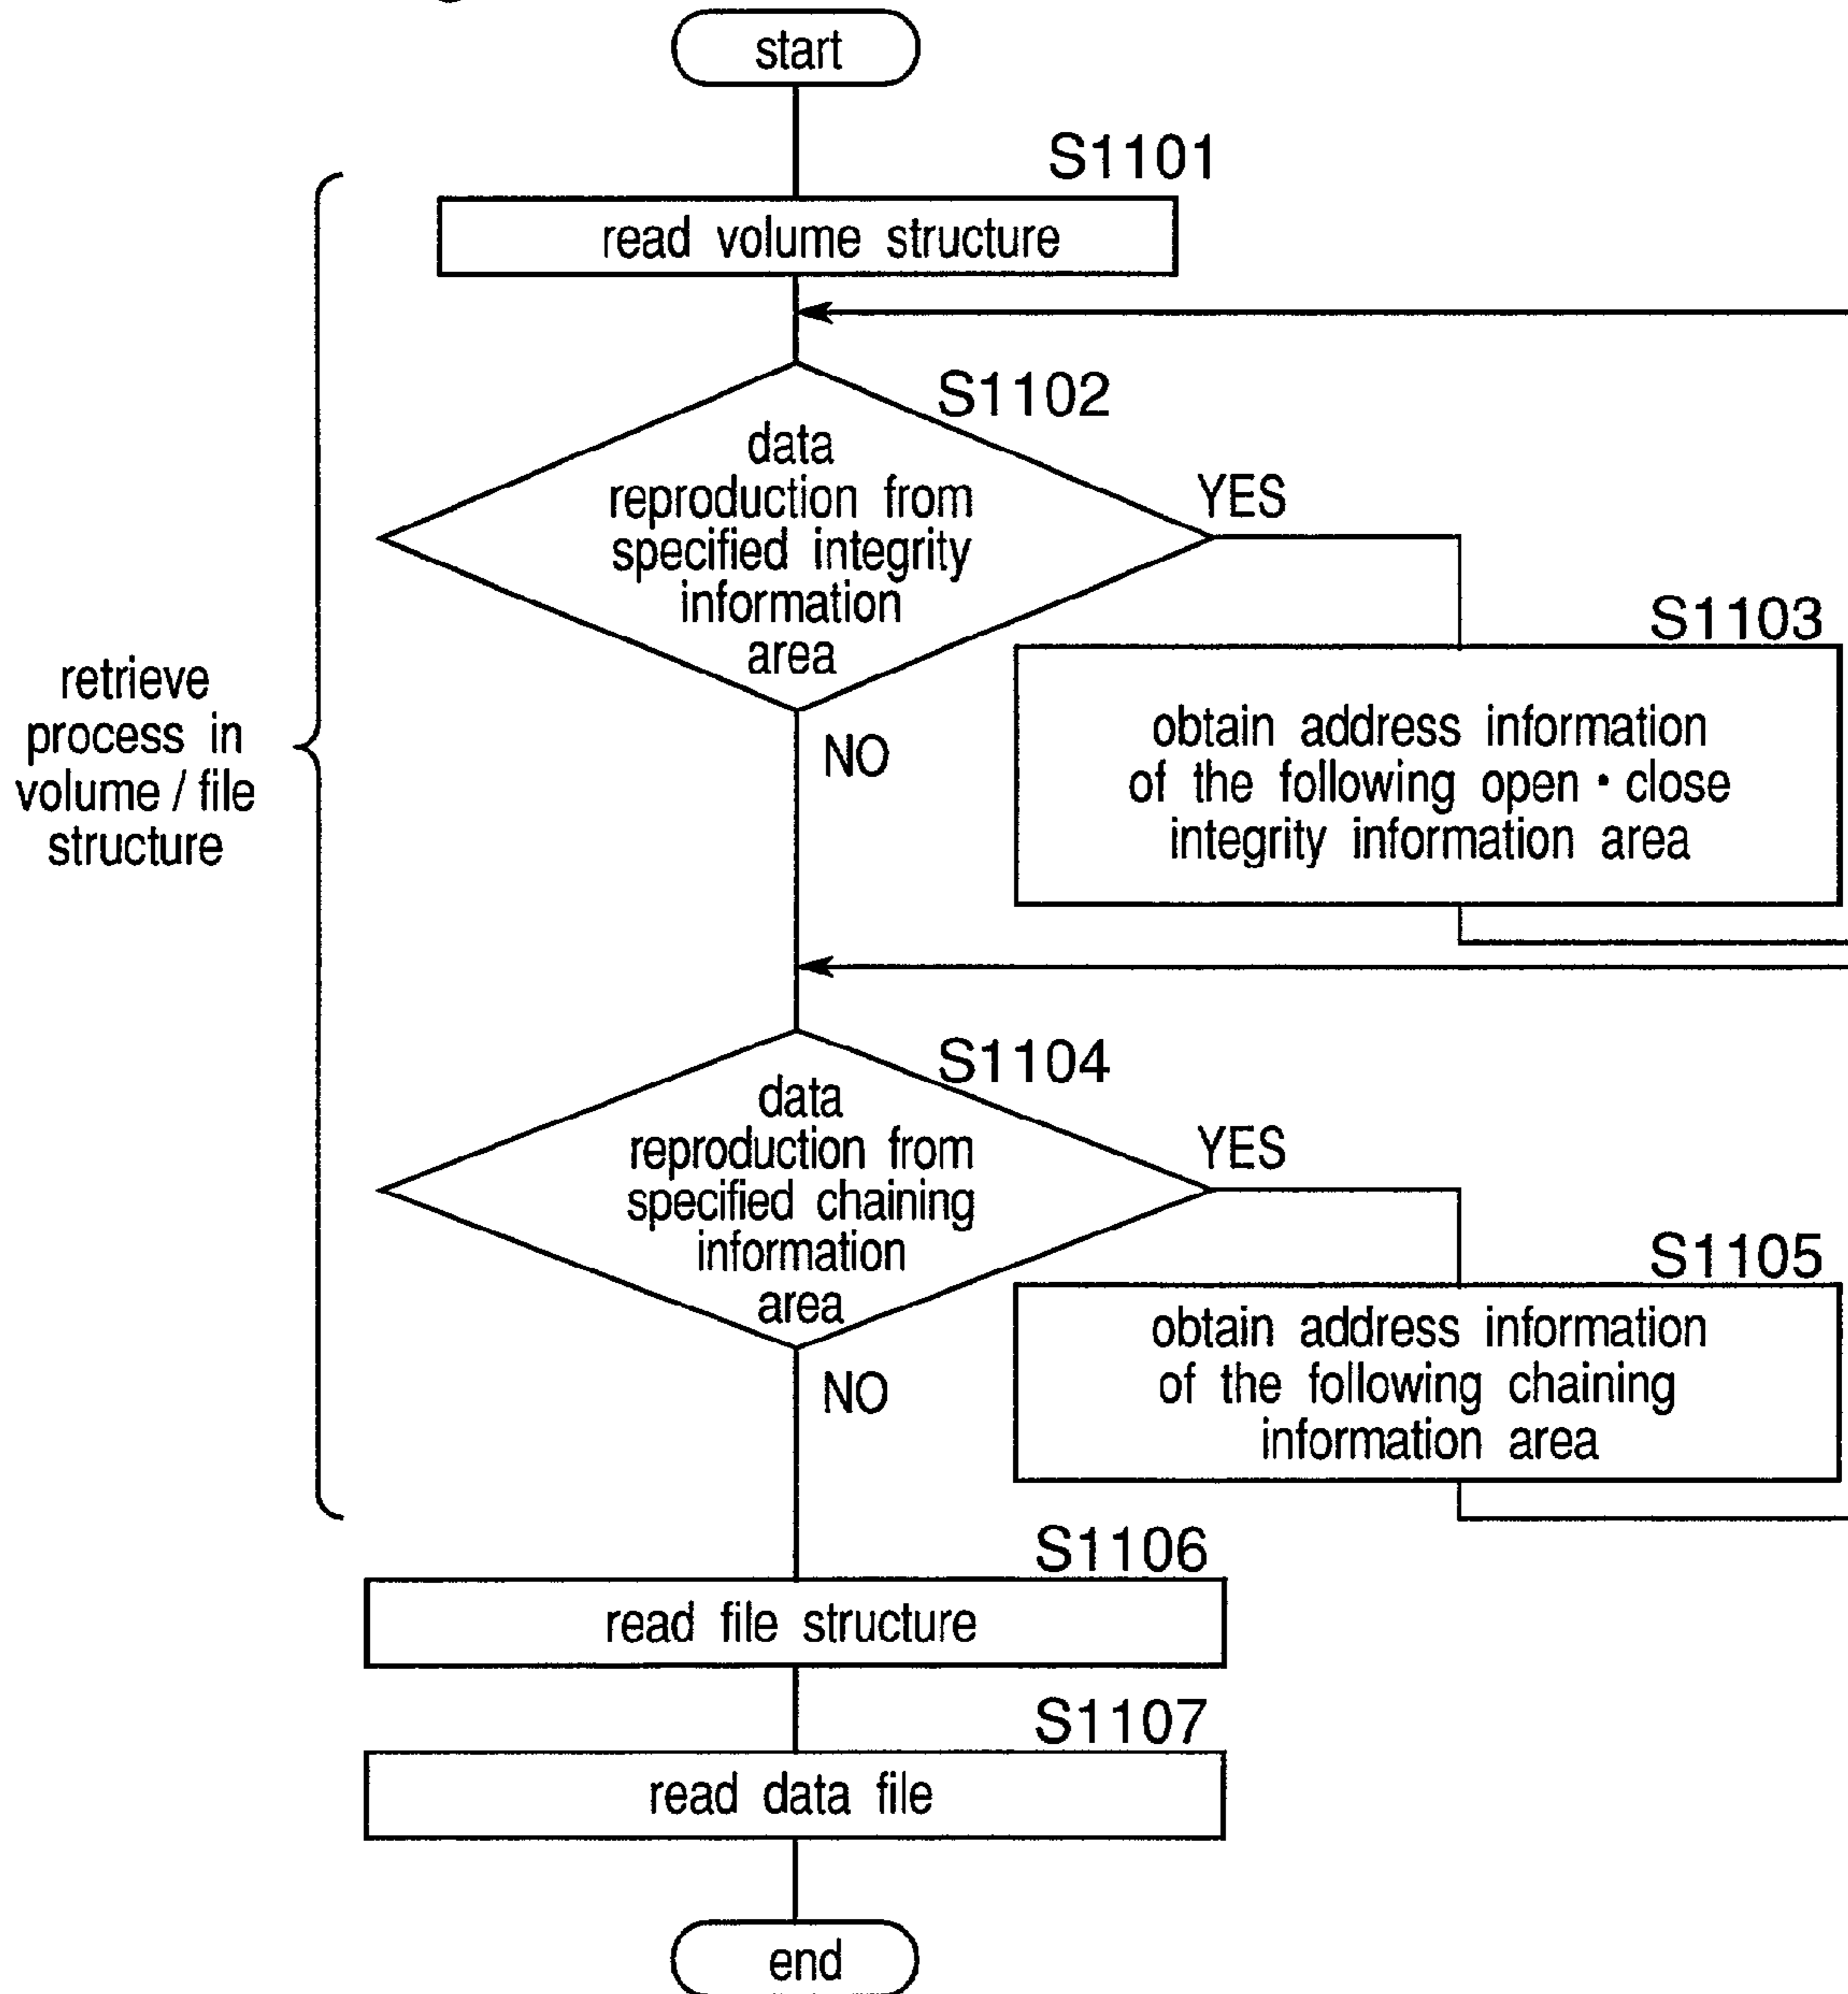 start
S1101
read volume structure
S1102
data
reproduction from
specified integrity
information
area
YES
NO
S1103
obtain address information
of the following open・close
integrity information area
retrieve
process in
volume / file
structure
S1104
data
reproduction from
specified chaining
information
area
YES
NO
S1105
obtain address information
of the following chaining
information area
S1106
read file structure
S1107
read data file
end